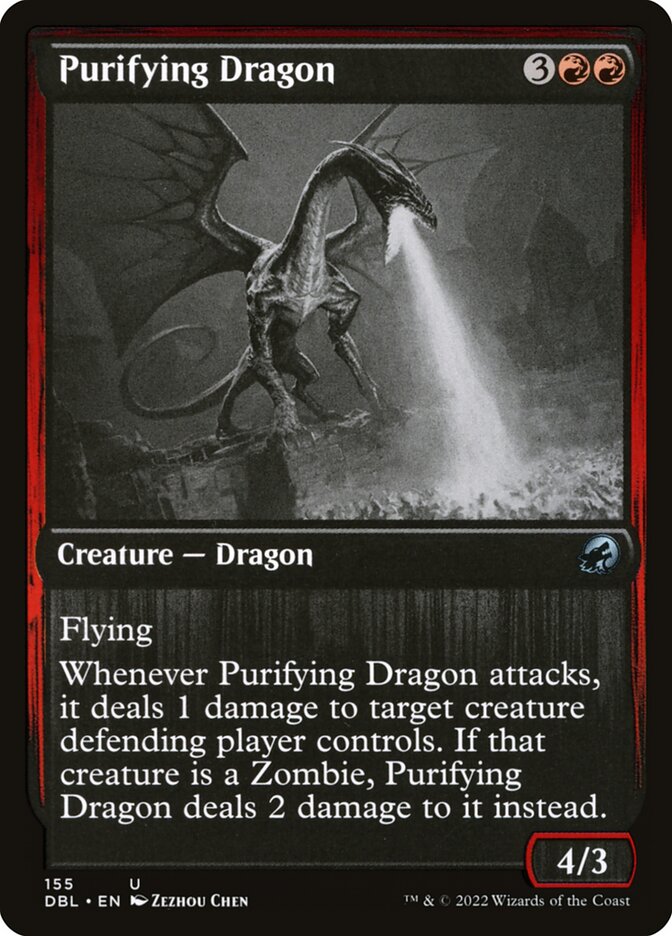 Purifying Dragon 3
Creature — Dragon
Flying
Whenever Purifying Dragon attacks,
it deals 1 damage to target creature
defending player controls. If that
creature is a Zombie, Purifying
Dragon deals 2 damage to it instead.
4/3
155 U
DBL • EN Zezhou Chen ™ & © 2022 Wizards of the Coast